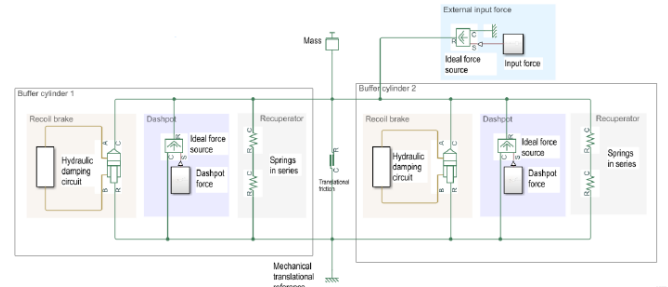 External input force
Mass
R
C
S
Ideal force
source
Input force
Buffer cylinder 1
Recoil brake
Dashpot
Recuperator
A
C
B
R
Hydraulic
damping
circuit
R
C
S
Ideal force
source
Dashpot
force
C
R
C
R
Springs
in series
R
C
Translational
friction
Buffer cylinder 2
Recoil brake
Dashpot
Recuperator
A
C
B
R
Hydraulic
damping
circuit
R
C
S
Ideal force
source
Dashpot
force
C
R
C
R
Springs
in series
Mechanical
translational
reference